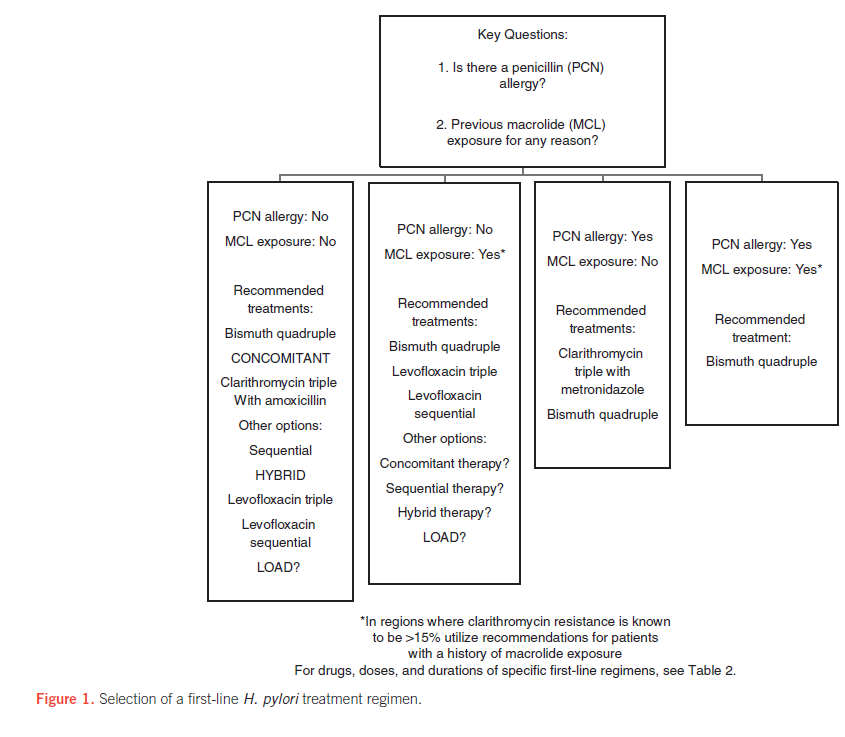 Key Questions:
1. Is there a penicillin (PCN)
allergy?
2. Previous macrolide (MCL)
exposure for any reason?
PCN allergy: No
MCL exposure: No
Recommended
treatments:
Bismuth quadruple
CONCOMITANT
Clarithromycin triple
With amoxicillin
Other options:
Sequential
HYBRID
Levofloxacin triple
Levofloxacin
sequential
LOAD?
PCN allergy: No
MCL exposure: Yes*
Recommended
treatments:
Bismuth quadruple
Levofloxacin triple
Levofloxacin
sequential
Other options:
Concomitant therapy?
Sequential therapy?
Hybrid therapy?
LOAD?
PCN allergy: Yes
MCL exposure: No
Recommended
treatments:
Clarithromycin
triple with
metronidazole
Bismuth quadruple
PCN allergy: Yes
MCL exposure: Yes*
Recommended
treatment:
Bismuth quadruple
*In regions where clarithromycin resistance is known
to be >15% utilize recommendations for patients
with a history of macrolide exposure
For drugs, doses, and durations of specific first-line regimens, see Table 2.
Figure 1. Selection of a first-line H. pylori treatment regimen.